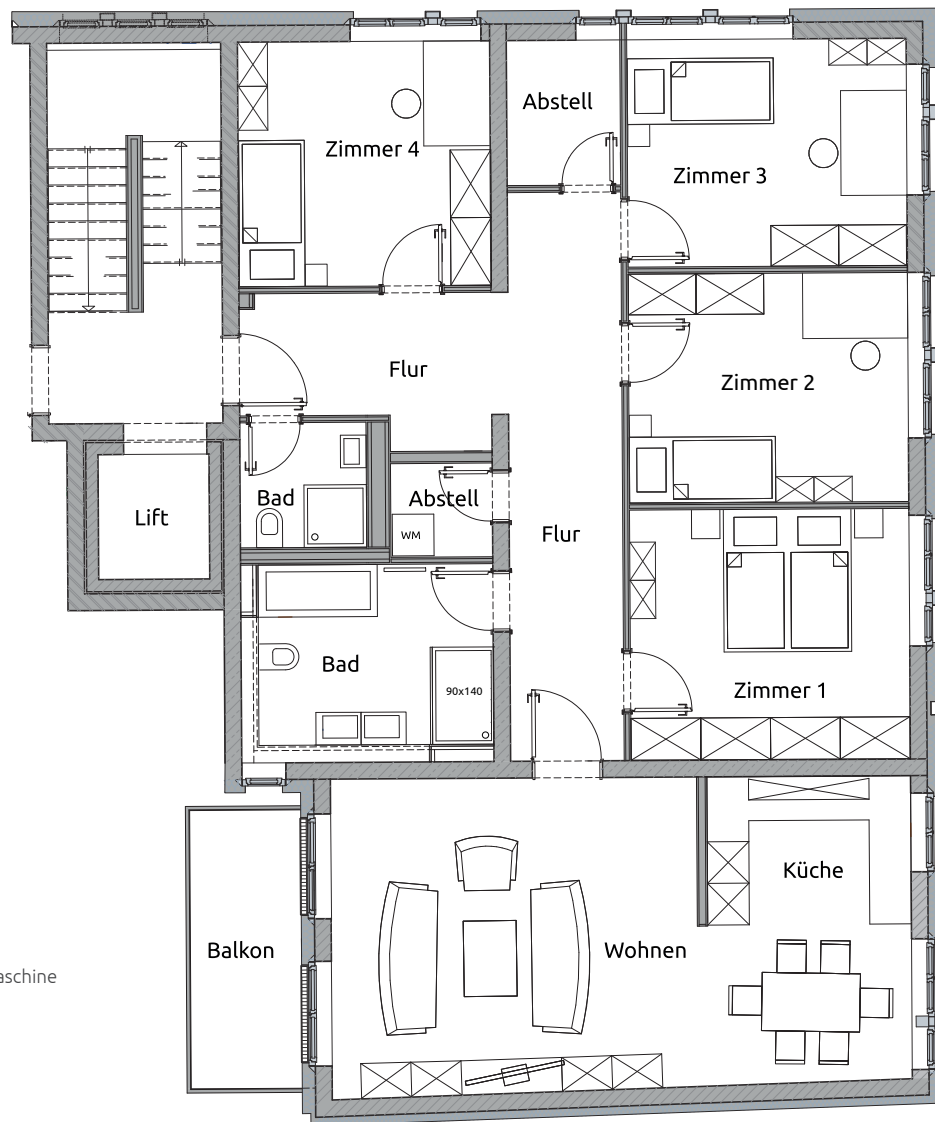 Abstell
Zimmer 4
Zimmer 3
Flur
Zimmer 2
Bad
Abstell
Lift
WM
Flur
Bad
90x140
Zimmer 1
Küche
Balkon
Wohnen
aschine